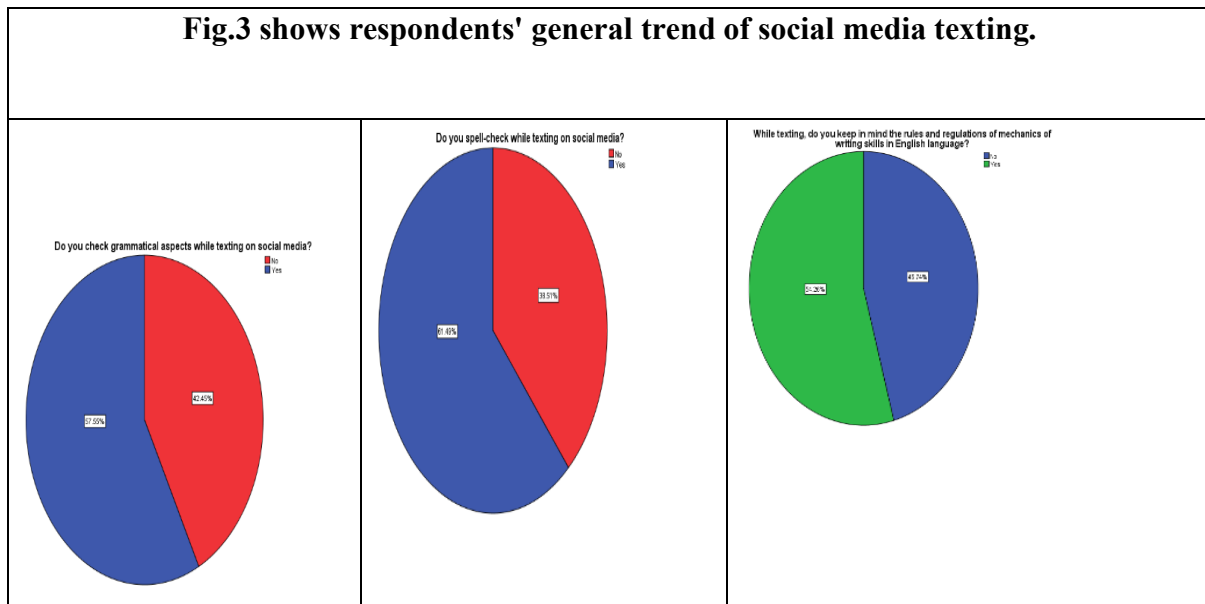 Fig.3 shows respondents' general trend of social media texting.
Do you check grammatical aspects while texting on social media?
No
Yes
42.45%
57.55%
Do you spell-check while texting on social media?
No
Yes
38.51%
61.49%
While texting, do you keep in mind the rules and regulations of mechanics of
writing skills in English language?
No
Yes
45.74%
54.26%